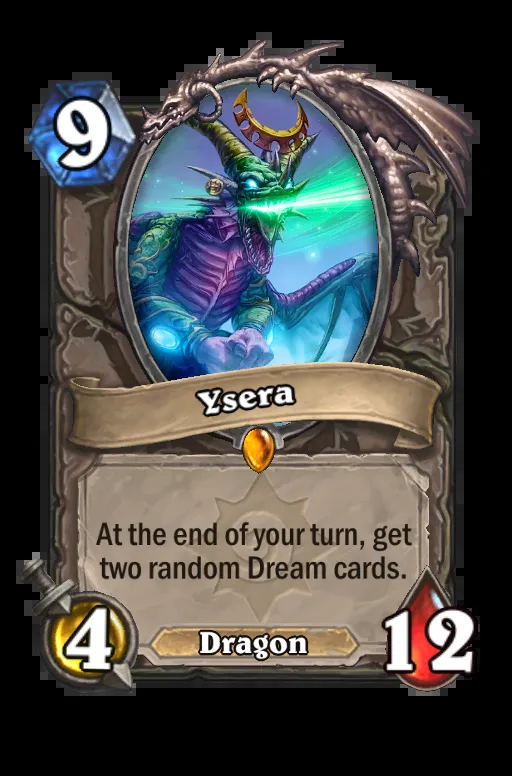 9
Ysera
At the end of your turn, get
two random Dream cards.
4
Dragon
12